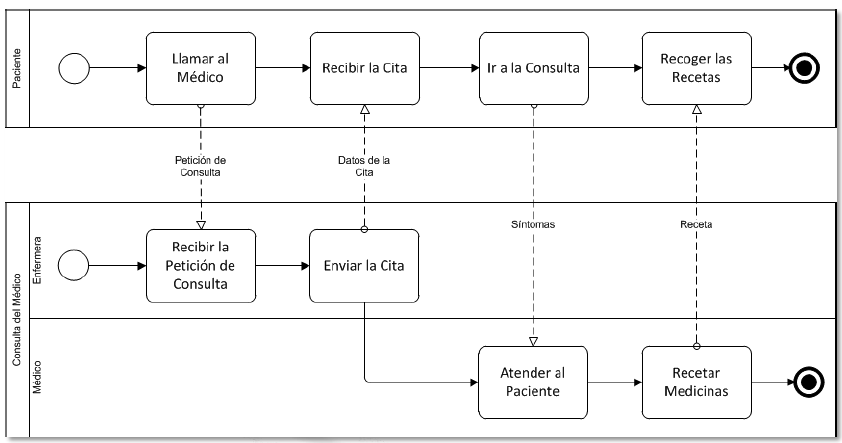 Paciente
Llamar al
Médico
Recibir la Cita
Ir a la Consulta
Recoger las
Recetas
Petición de
Consulta
Datos de la
Cita
Síntomas
Receta
Consulta del Médico
Enfermera
Recibir la
Petición de
Consulta
Enviar la Cita
Médico
Atender al
Paciente
Recetar
Medicinas